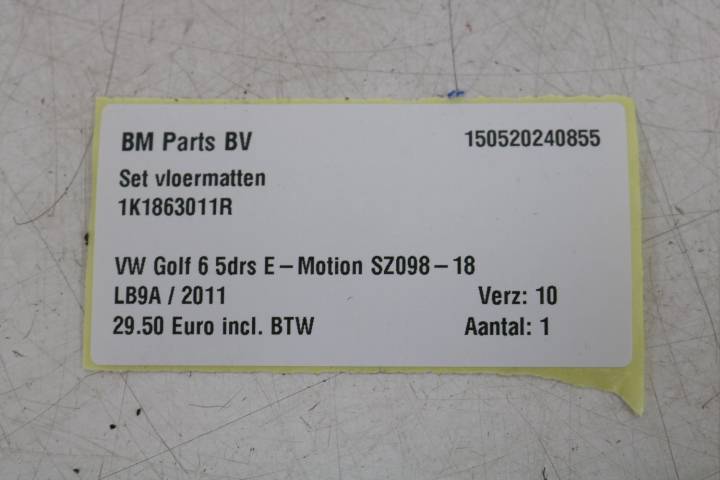 BM Parts BV 150520240855
Set vloermatten
1K1863011R
VW Golf 6 5drs E-Motion SZ098-18
LB9A / 2011 Verz: 10
29.50 Euro incl. BTW Aantal: 1